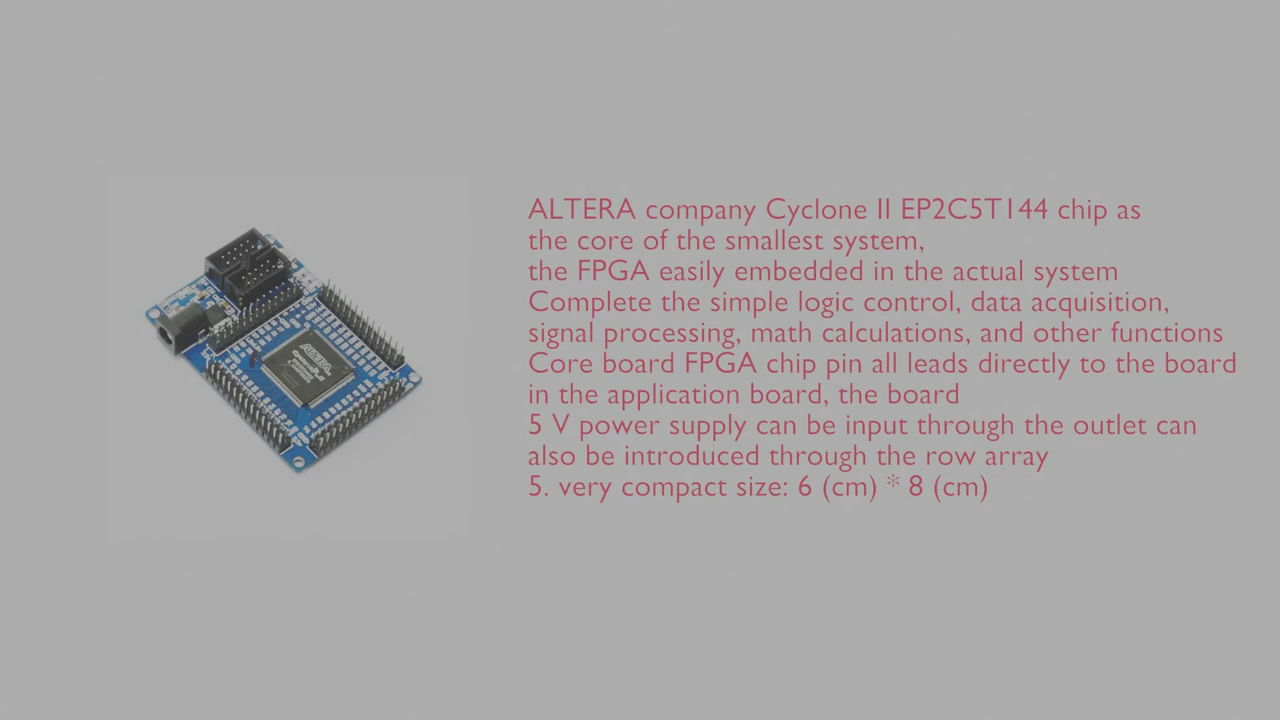 ALTERA company Cyclone II EP2C5T144 chip as
the core of the smallest system,
the FPGA easily embedded in the actual system
Complete the simple logic control, data acquisition,
signal processing, math calculations, and other functions
Core board FPGA chip pin all leads directly to the board
in the application board, the board
5 V power supply can be input through the outlet can
also be introduced through the row array
5. very compact size: 6 (cm) * 8 (cm)
ALTERA